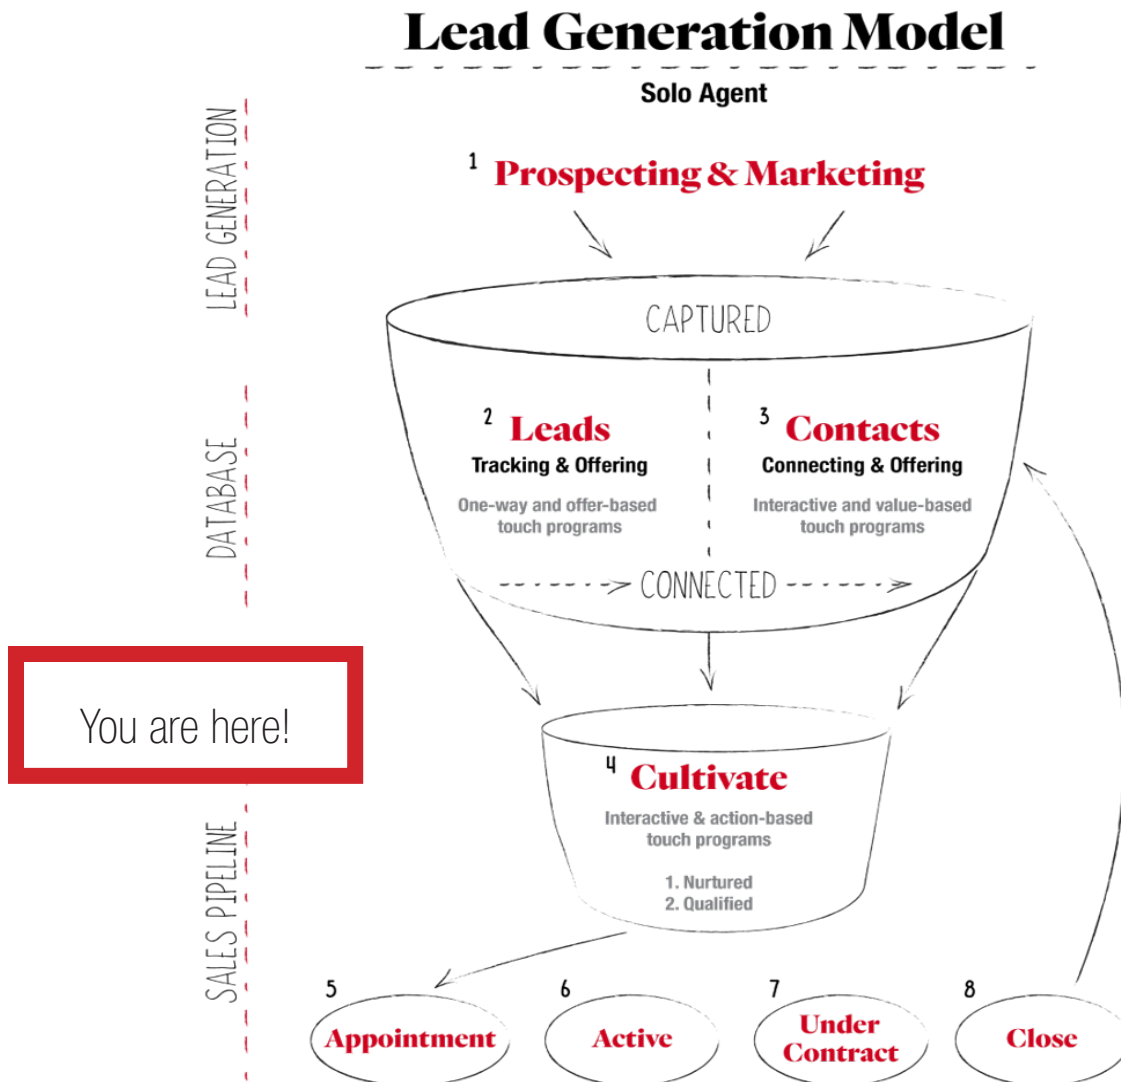 Lead Generation Model
Solo Agent
LEAD GENERATION
1 Prospecting & Marketing
CAPTURED
DATABASE
2 Leads
Tracking & Offering
One-way and offer-based
touch programs
3 Contacts
Connecting & Offering
Interactive and value-based
touch programs
CONNECTED
You are here!
SALES PIPELINE
4 Cultivate
Interactive & action-based
touch programs
1. Nurtured
2. Qualified
5
Appointment
6
Active
7
Under
Contract
8
Close